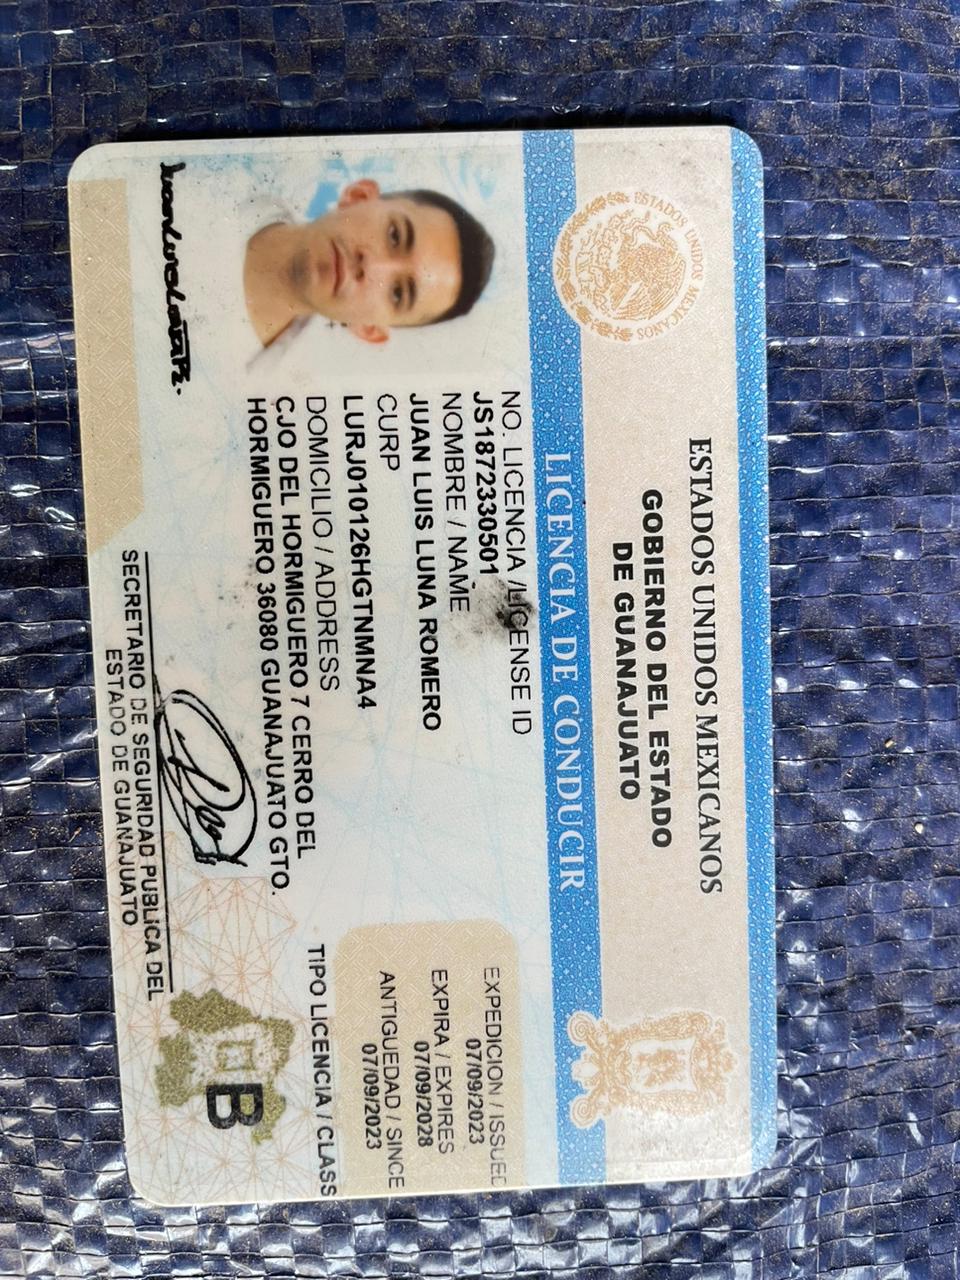 ESTADOS UNIDOS MEXICANOS
ESTADOS UNIDOS MEXICANOS
GOBIERNO DEL ESTADO
DE GUANAJUATO
LICENCIA DE CONDUCIR
NO. LICENCIA /LICENSE ID
JS1872330501
NOMBRE / NAME
JUAN LUIS LUNA ROMERO
CURP
LURJ010126HGTNMNA4
DOMICILIO / ADDRESS
CJO DEL HORMIGUERO 7 CERRO DEL
HORMIGUERO 36080 GUANAJUATO GTO.
EXPEDICION / ISSUED
07/09/2023
EXPIRA / EXPIRES
07/09/2028
ANTIGUEDAD / SINCE
07/09/2023
TIPO LICENCIA / CLASS
B
SECRETARIO DE SEGURIDAD PUBLICA DEL
ESTADO DE GUANAJUATO